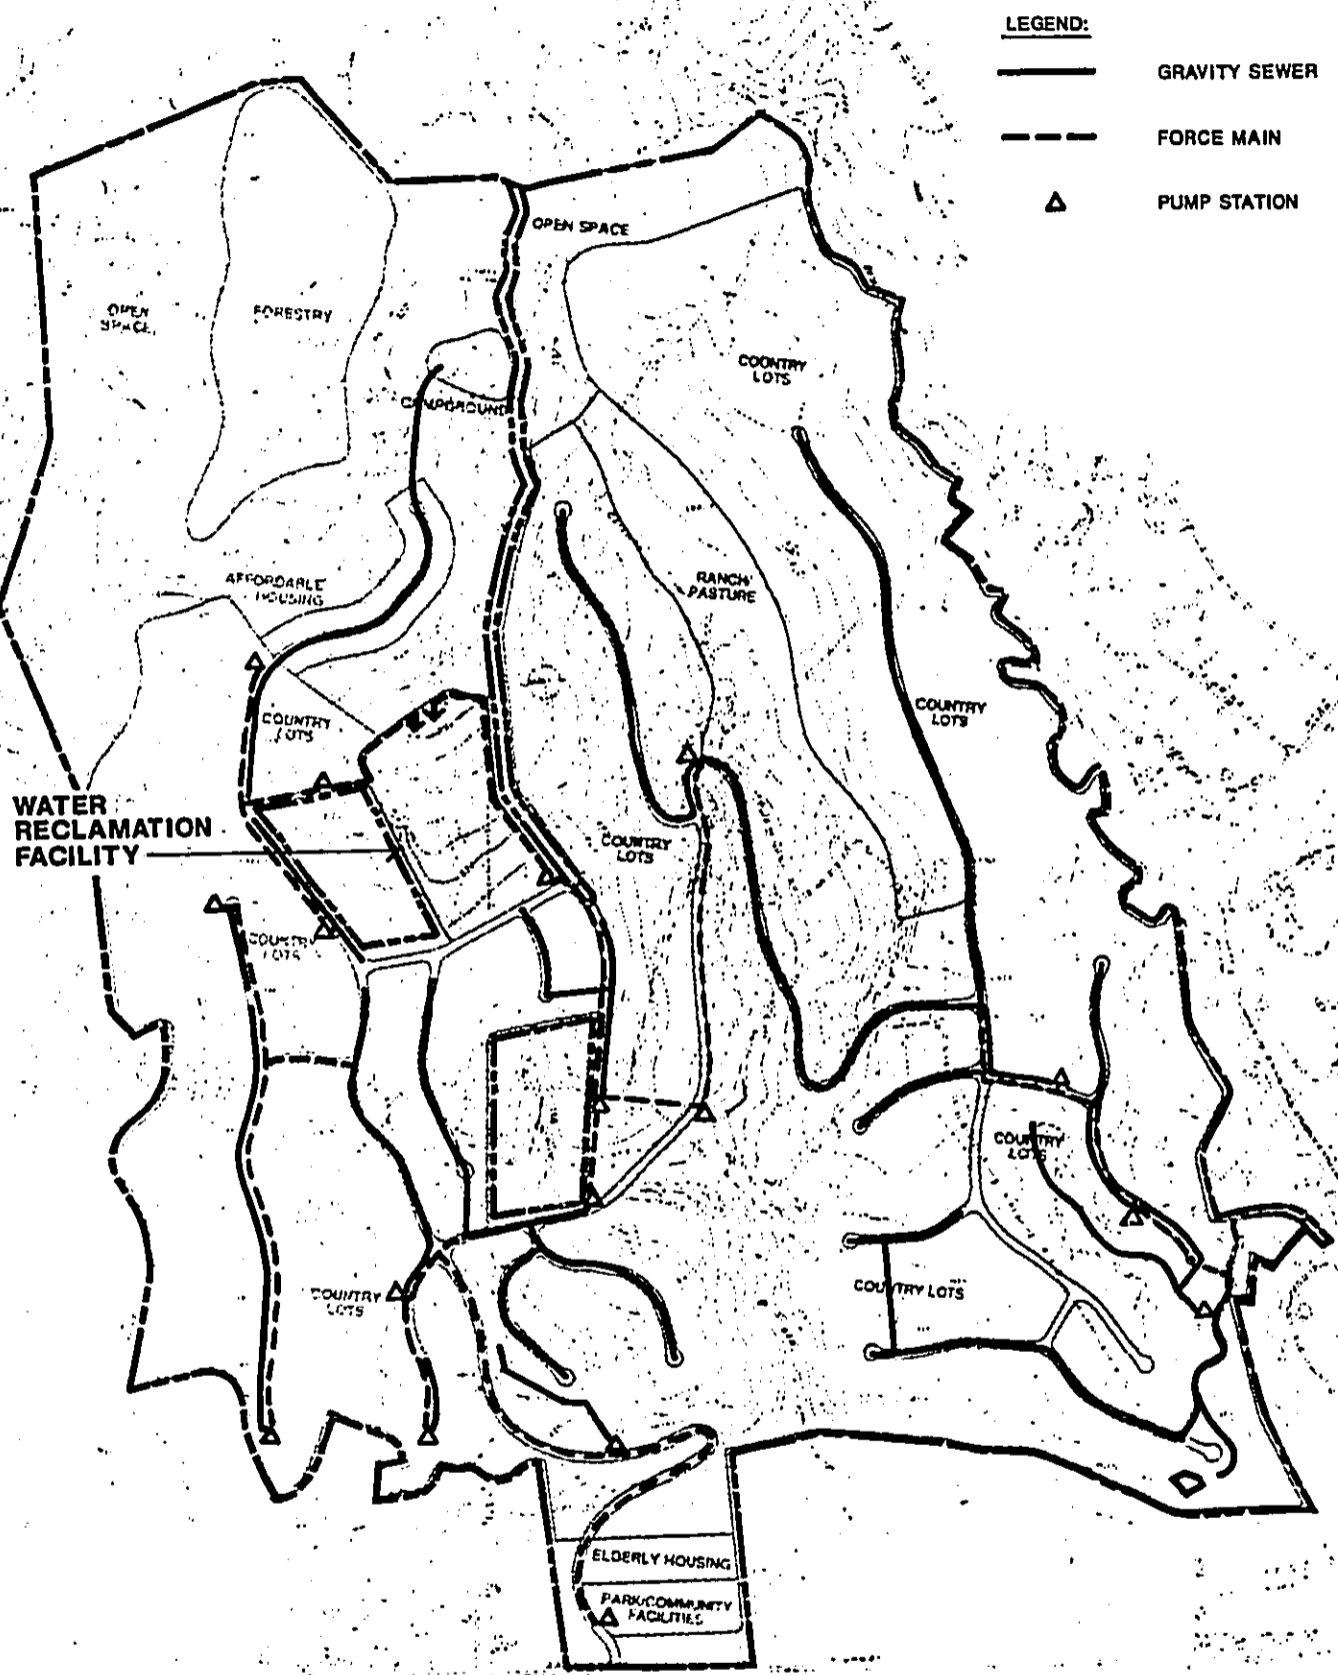 LEGEND:
GRAVITY SEWER
FORCE MAIN
PUMP STATION
OPEN SPACE
OPEN
SPACE
FORESTRY
COUNTRY
LOTS
CAMPGROUND
AFFORDABLE
HOUSING
RANCH/
PASTURE
COUNTRY
LOTS
COUNTRY
LOTS
WATER
RECLAMATION
FACILITY
COUNTRY
LOTS
COUNTRY
LOTS
COUNTRY
LOTS
COUNTRY
LOTS
COUNTRY LOTS
ELDERLY HOUSING
PARK/COMMUNITY
FACILITIES